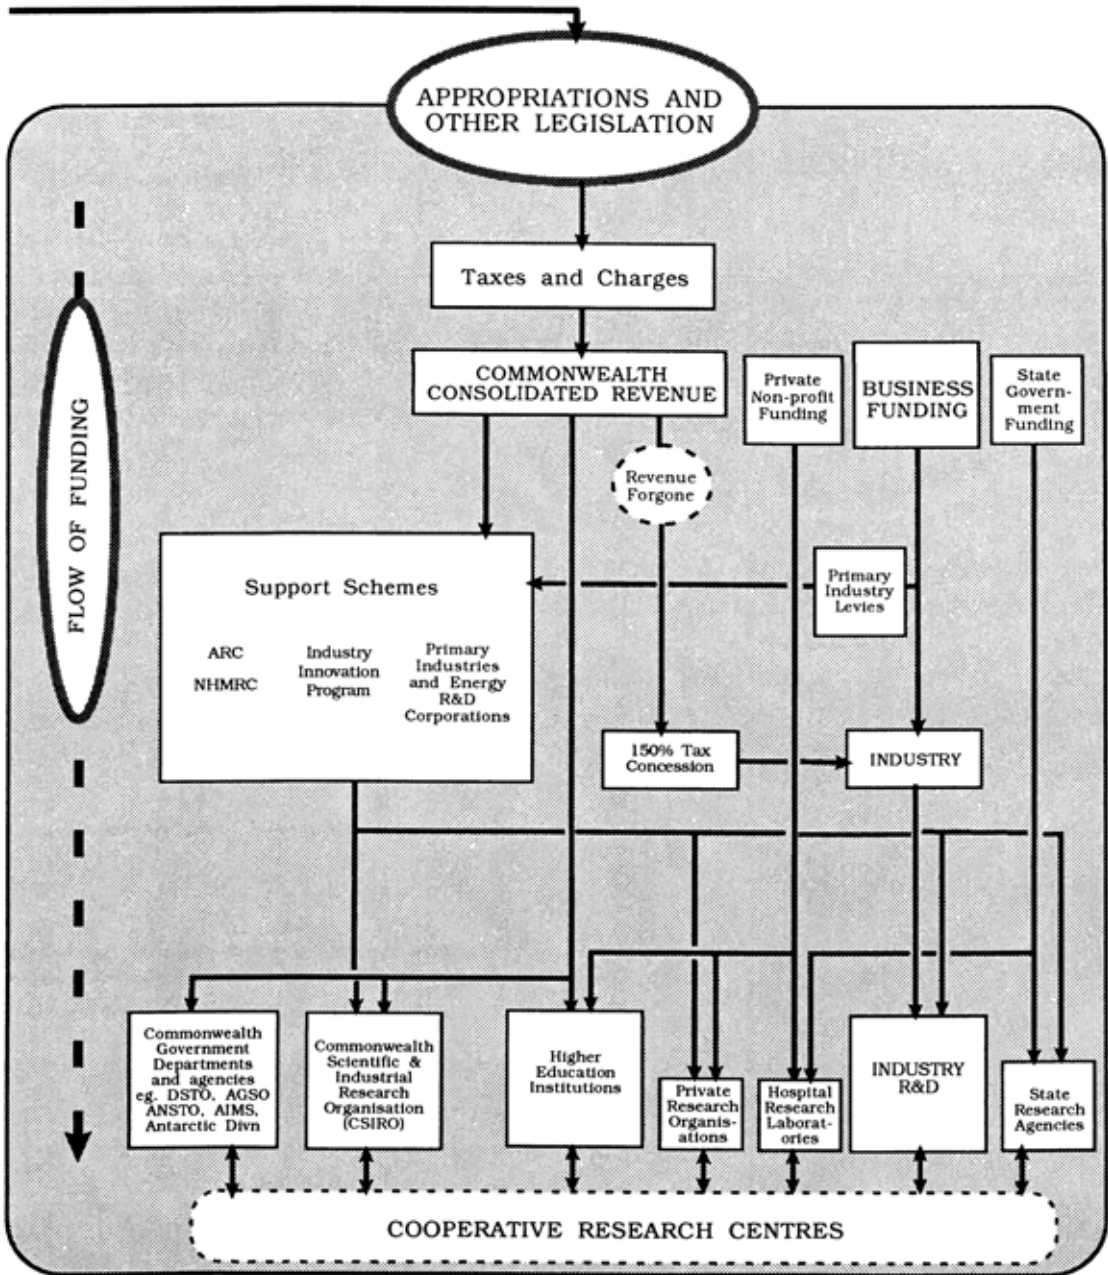 APPROPRIATIONS AND
OTHER LEGISLATION
Taxes and Charges
COMMONWEALTH
CONSOLIDATED REVENUE
Private
Non-profit
Funding
BUSINESS
FUNDING
State
Govern-
ment
Funding
Revenue
Forgone
FLOW OF FUNDING
Support Schemes
ARC
NHMRC
Industry
Innovation
Program
Primary
Industries
and Energy
R&D
Corporations
Primary
Industry
Levies
150% Tax
Concession
INDUSTRY
Commonwealth
Government
Departments
and agencies
eg. DSTO, AGSO
ANSTO, AIMS,
Antarctic Divn
Commonwealth
Scientific &
Industrial
Research
Organisation
(CSIRO)
Higher
Education
Institutions
Private
Research
Organis-
ations
Hospital
Research
Laborat-
ories
INDUSTRY
R&D
State
Research
Agencies
COOPERATIVE RESEARCH CENTRES